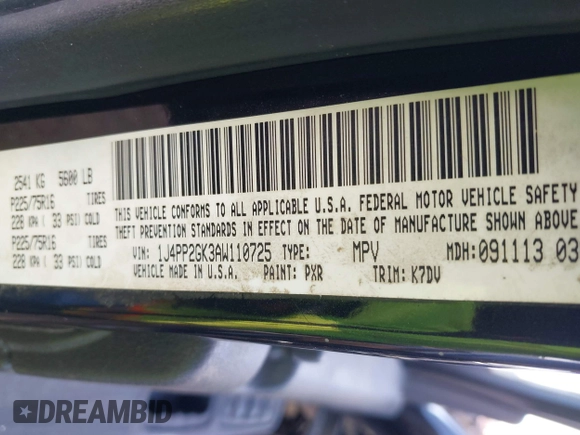 2541 KG 5600 LB
P225/75R16 TIRES
228 KPA ( 33 PSI) COLD
P225/75R16 TIRES
228 KPA ( 33 PSI) COLD
THIS VEHICLE CONFORMS TO ALL APPLICABLE U.S.A. FEDERAL MOTOR VEHICLE SAFETY
THEFT PREVENTION STANDARDS IN EFFECT ON THE DATE OF MANUFACTURE SHOWN ABOVE
VIN: 1J4PP2GK3AW110725 TYPE: MPV MDH: 091113 03
VEHICLE MADE IN U.S.A. PAINT: PXR TRIM: K7DV
DREAMBID